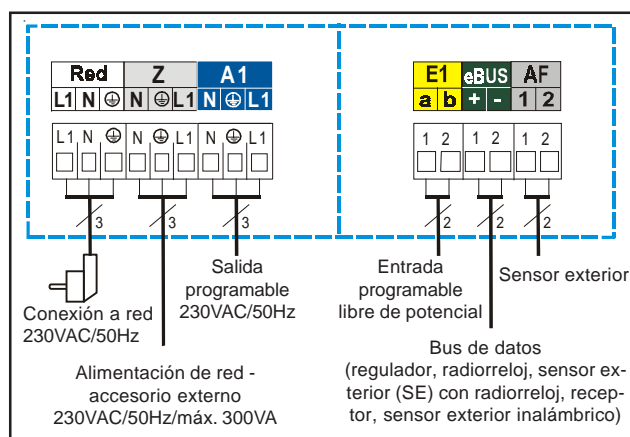 Red Z A1 E1 eBUS AF
L1 N ⏚ N ⏚ L1 N ⏚ L1 a b + - 1 2
L1 N ⏚ N ⏚ L1 N ⏚ L1 1 2 1 2 1 2
3 3 3 2 2 2
Conexión a red
230VAC/50Hz
Alimentación de red -
accesorio externo
230VAC/50Hz/máx. 300VA
Salida
programable
230VAC/50Hz
Entrada
programable
libre de potencial
Bus de datos
(regulador, radiorreloj, sensor ex-
terior (SE) con radiorreloj, recep-
tor, sensor exterior inalámbrico)
Sensor exterior